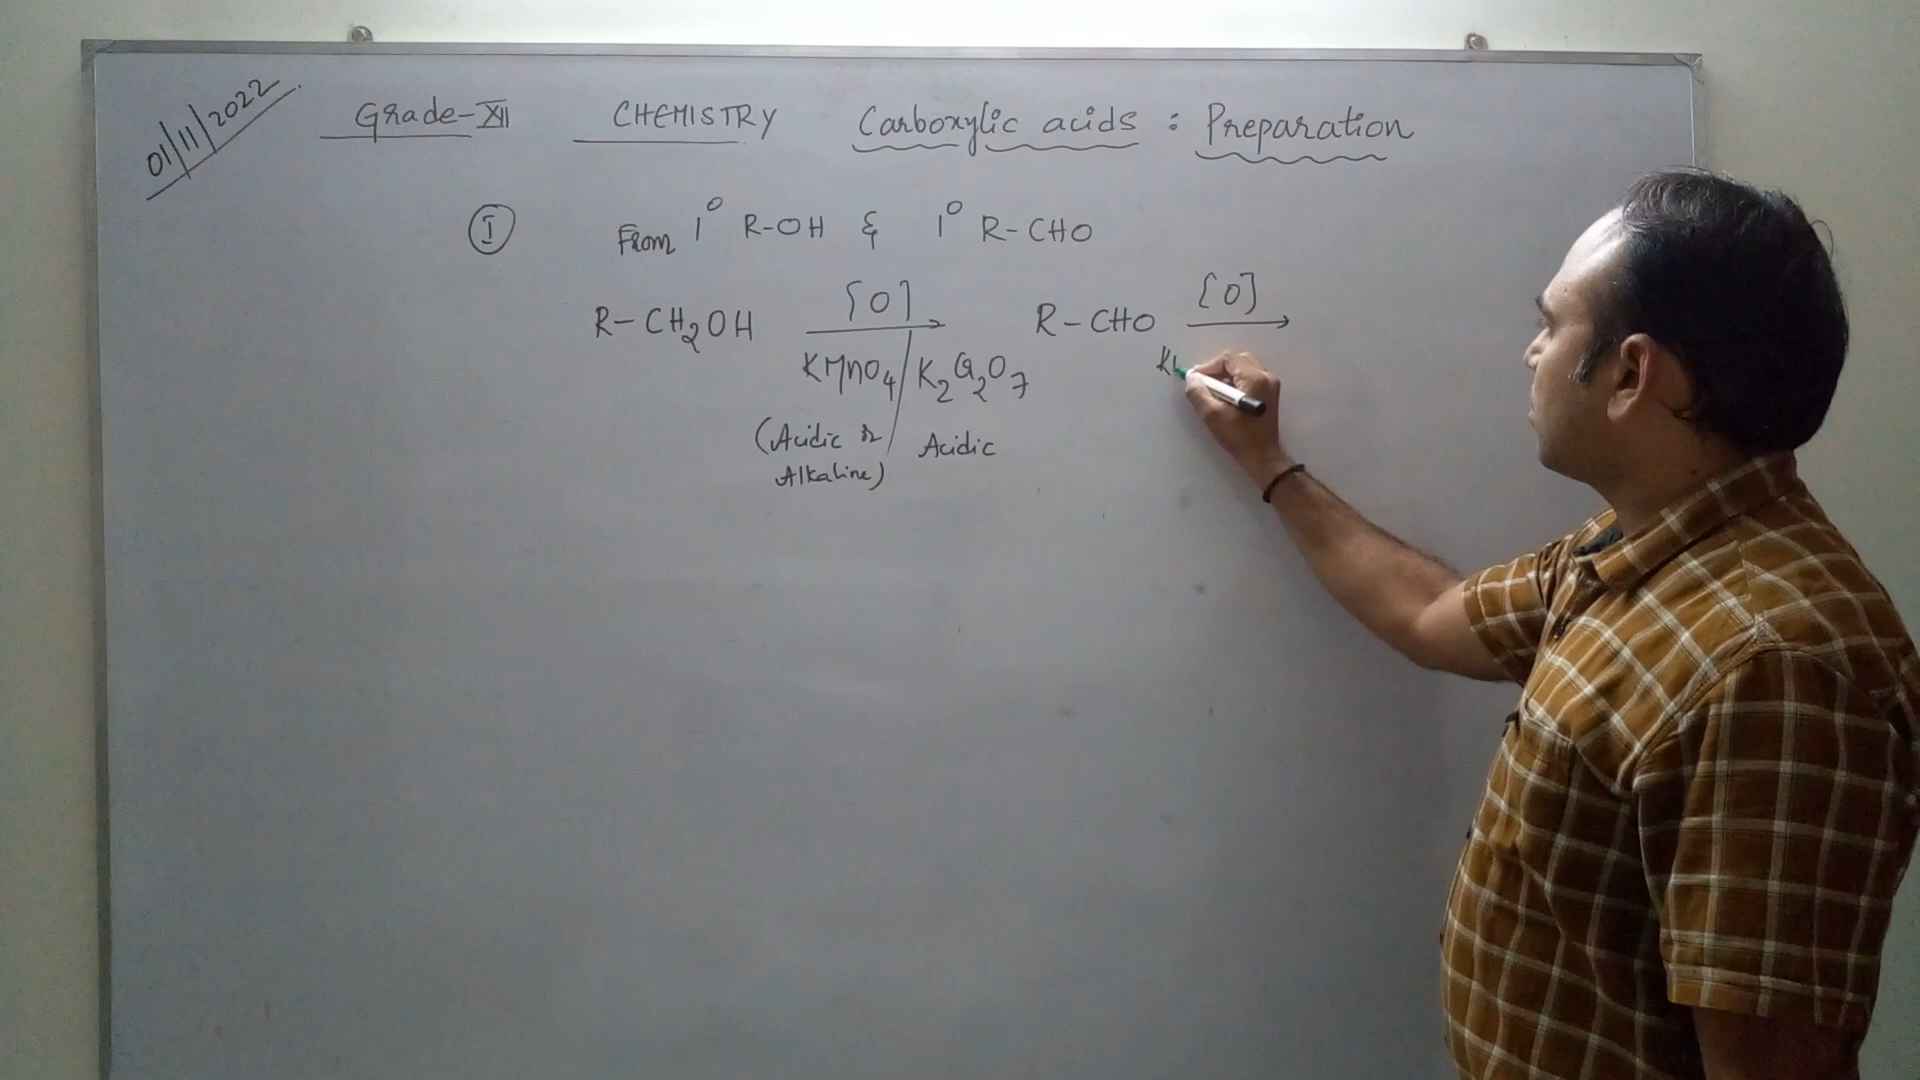 01/11/2022
Grade-XII CHEMISTRY Carboxylic acids : Preparation
I From 1° R-OH & 1° R-CHO
R-CH₂OH [O] → R-CHO [O] →
KMnO₄ / K₂Cr₂O₇ K
(Acidic or Alkaline) / Acidic